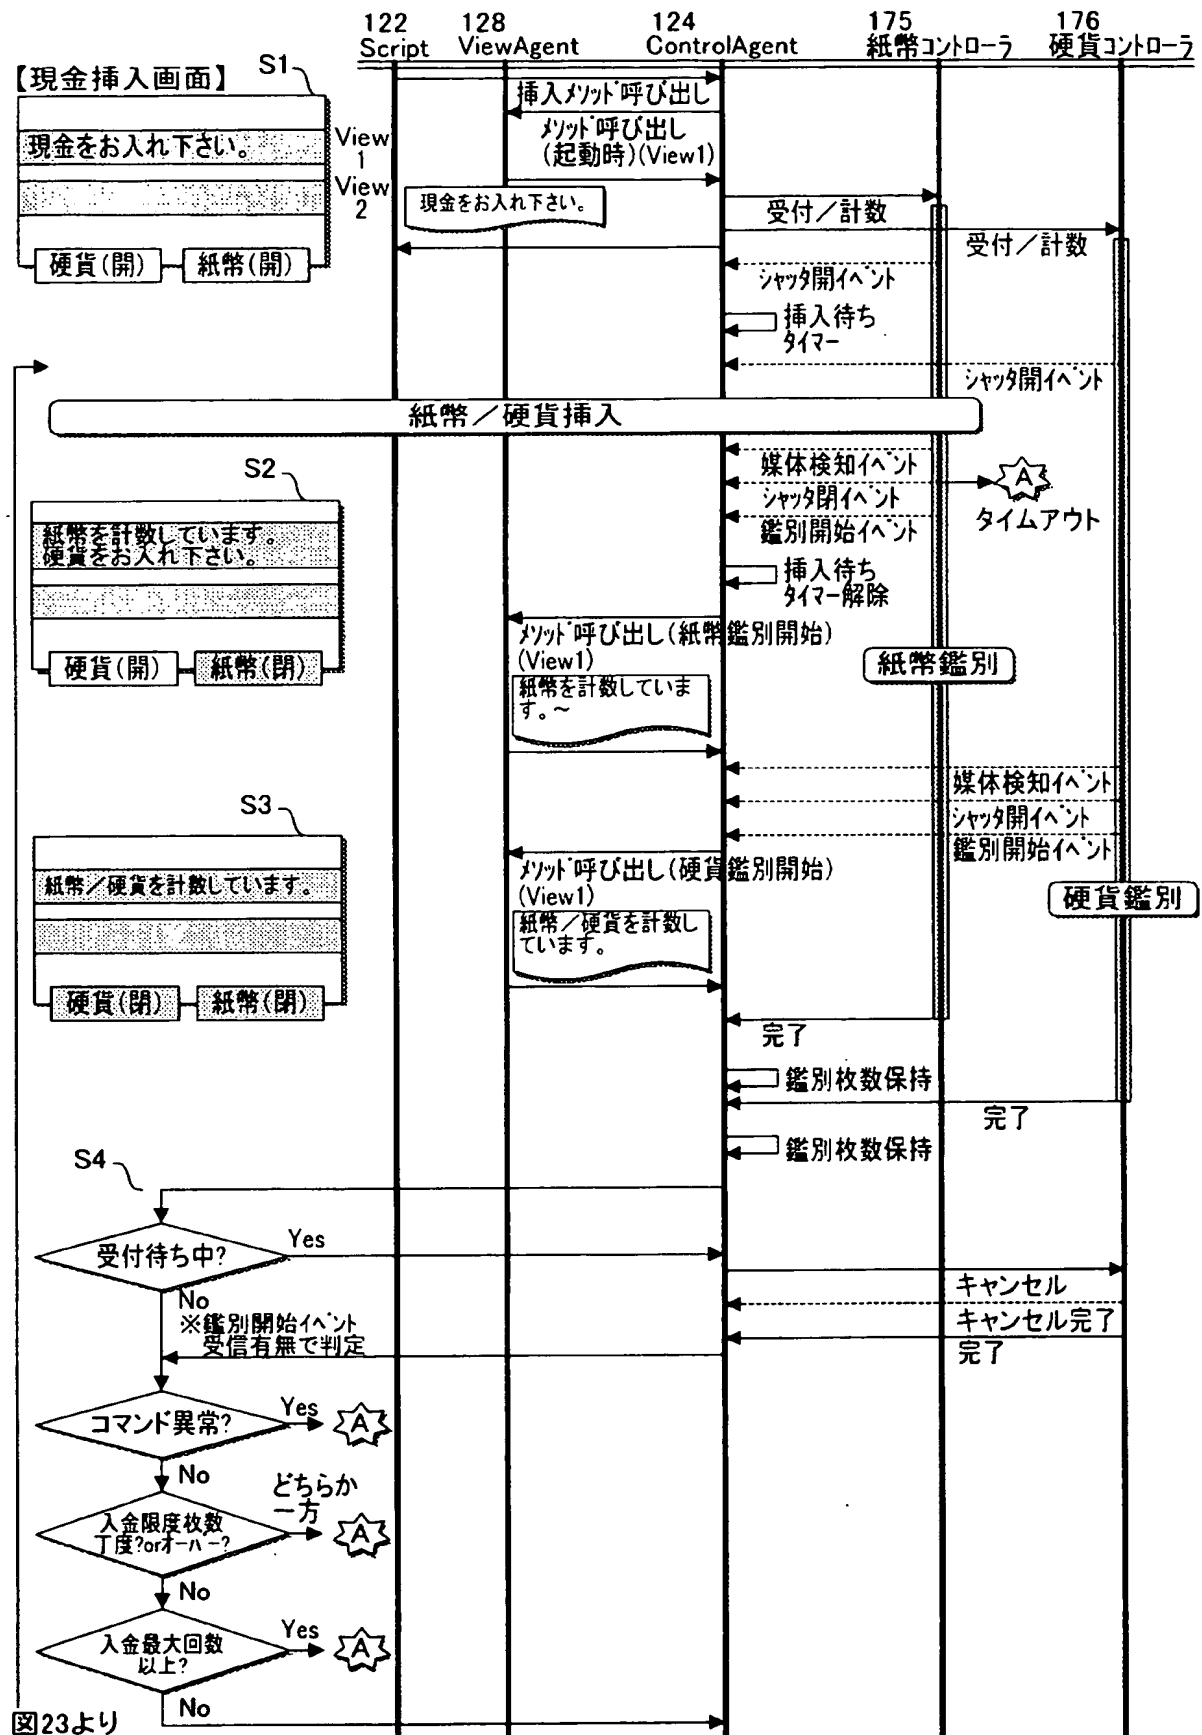 122
Script
128
ViewAgent
124
ControlAgent
175
紙幣コントローラ
176
硬貨コントローラ
【現金挿入画面】
S1
現金をお入れ下さい。
View
1
View
2
硬貨(開)
紙幣(開)
挿入メソッド呼び出し
メソッド呼び出し
(起動時)(View1)
現金をお入れ下さい。
受付／計数
受付／計数
シャッタ開イベント
挿入待ち
タイマー
シャッタ開イベント
紙幣／硬貨挿入
媒体検知イベント
A
シャッタ閉イベント
タイムアウト
鑑別開始イベント
S2
紙幣を計数しています。
硬貨をお入れ下さい。
硬貨(開)
紙幣(閉)
挿入待ち
タイマー解除
メソッド呼び出し(紙幣鑑別開始)
(View1)
紙幣鑑別
紙幣を計数していま
す。～
媒体検知イベント
シャッタ開イベント
鑑別開始イベント
S3
紙幣／硬貨を計数しています。
硬貨(閉)
紙幣(閉)
メソッド呼び出し(硬貨鑑別開始)
(View1)
硬貨鑑別
紙幣／硬貨を計数し
ています。
完了
鑑別枚数保持
完了
鑑別枚数保持
S4
受付待ち中?
Yes
キャンセル
No
※鑑別開始イベント
受信有無で判定
キャンセル完了
完了
コマンド異常?
Yes
A
No
どちらか
一方
入金限度枚数
丁度?orオーバー?
A
No
入金最大回数
以上?
Yes
A
No
図23より